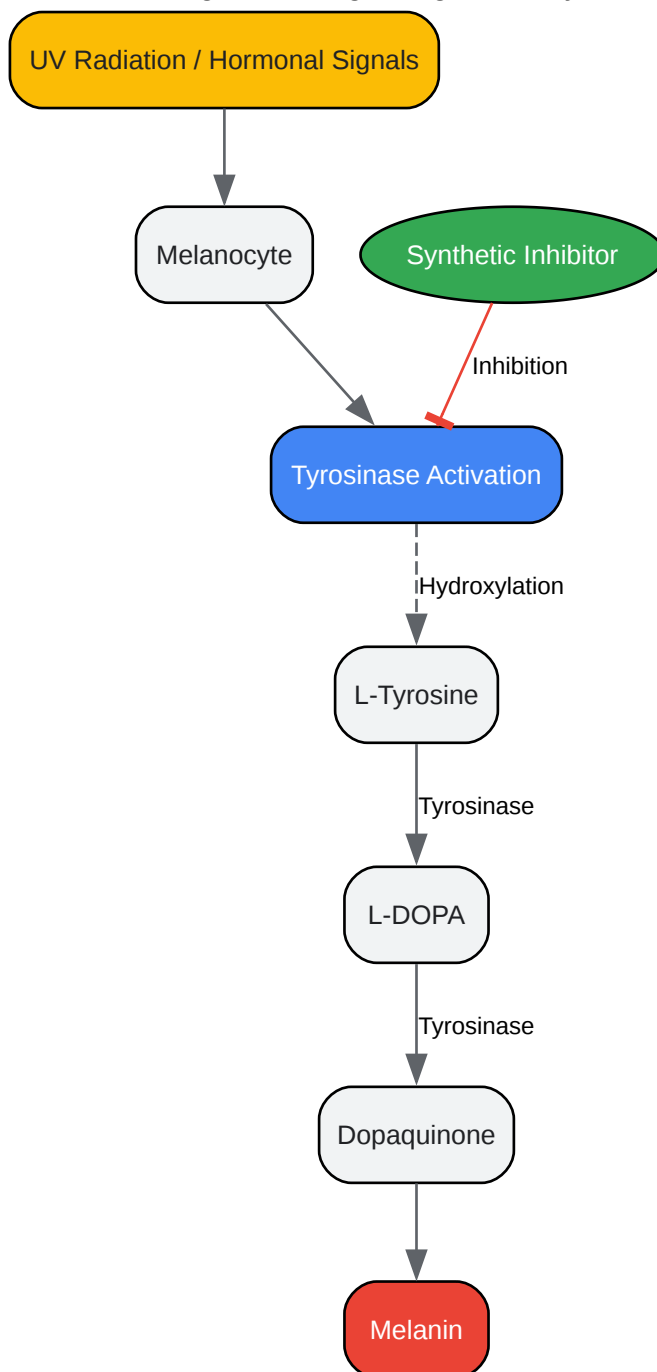 UV Radiation / Hormonal Signals
Melanocyte
Synthetic Inhibitor
Inhibition
Tyrosinase Activation
Hydroxylation
L-Tyrosine
Tyrosinase
L-DOPA
Tyrosinase
Dopaquinone
Melanin